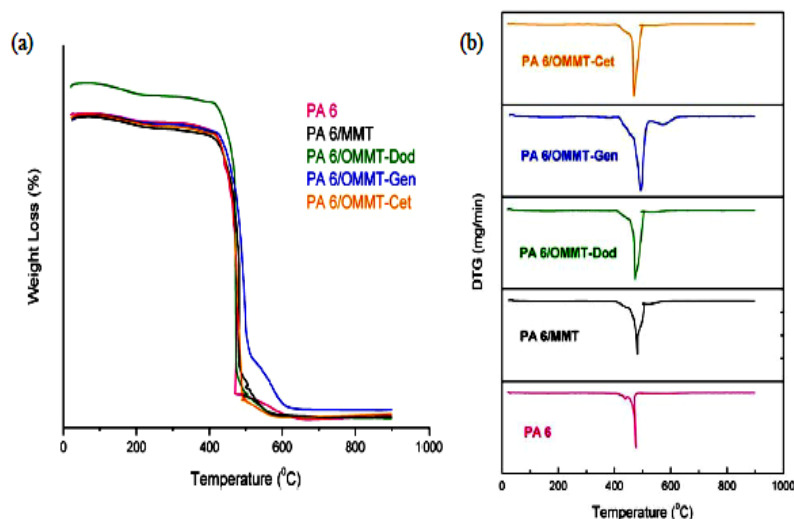 (a)
Weight Loss (%)
PA 6
PA 6/MMT
PA 6/OMMT-Dod
PA 6/OMMT-Gen
PA 6/OMMT-Cet
0 200 400 600 800 1000
Temperature (⁰C)
(b)
DTG (mg/min)
PA 6/OMMT-Cet
PA 6/OMMT-Gen
PA 6/OMMT-Dod
PA 6/MMT
PA 6
0 200 400 600 800 1000
Temperature (⁰C)